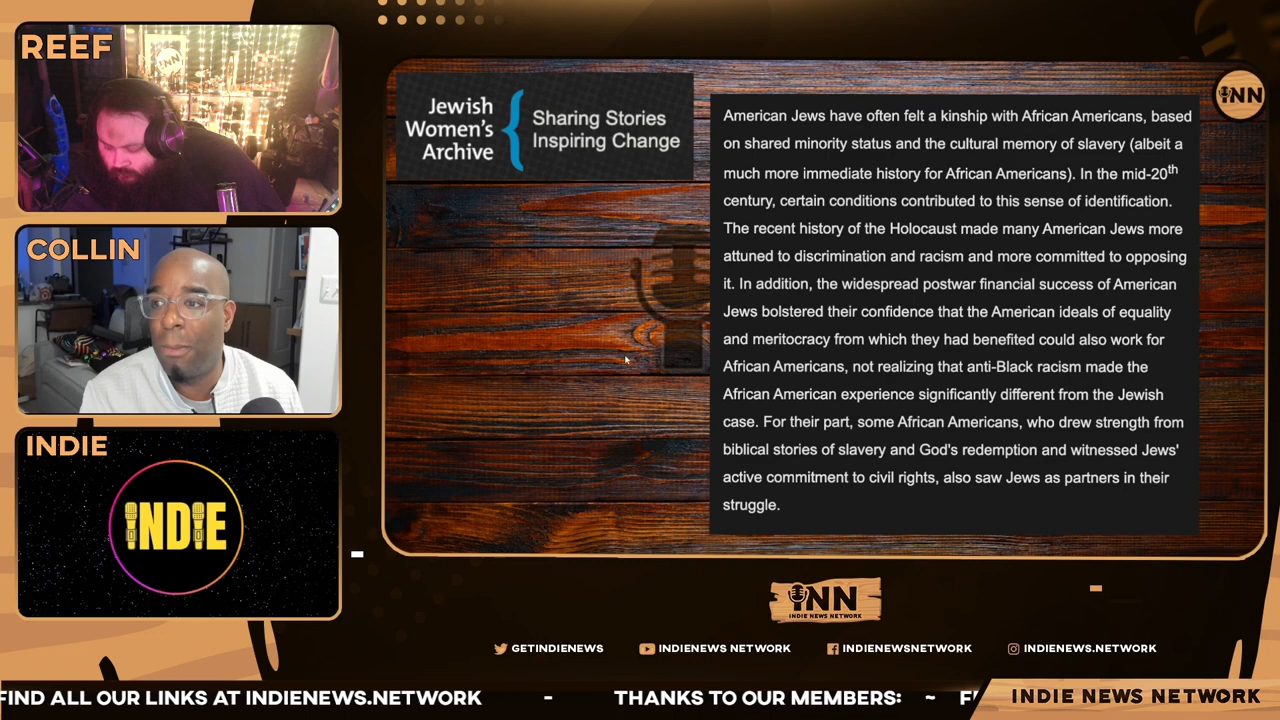 REEF
INN
COLLIN
INDIE
INDIE
Jewish
Women's
Archive
Sharing Stories
Inspiring Change
American Jews have often felt a kinship with African Americans, based
on shared minority status and the cultural memory of slavery (albeit a
much more immediate history for African Americans). In the mid-20th
century, certain conditions contributed to this sense of identification.
The recent history of the Holocaust made many American Jews more
attuned to discrimination and racism and more committed to opposing
it. In addition, the widespread postwar financial success of American
Jews bolstered their confidence that the American ideals of equality
and meritocracy from which they had benefited could also work for
African Americans, not realizing that anti-Black racism made the
African American experience significantly different from the Jewish
case. For their part, some African Americans, who drew strength from
biblical stories of slavery and God's redemption and witnessed Jews'
active commitment to civil rights, also saw Jews as partners in their
struggle.
INN
INN
INDIE NEWS NETWORK
GETINDIENEWS
INDIENEWS NETWORK
INDIENEWSNETWORK
INDIENEWS.NETWORK
FIND ALL OUR LINKS AT INDIENEWS.NETWORK - THANKS TO OUR MEMBERS: ~
INDIE NEWS NETWORK